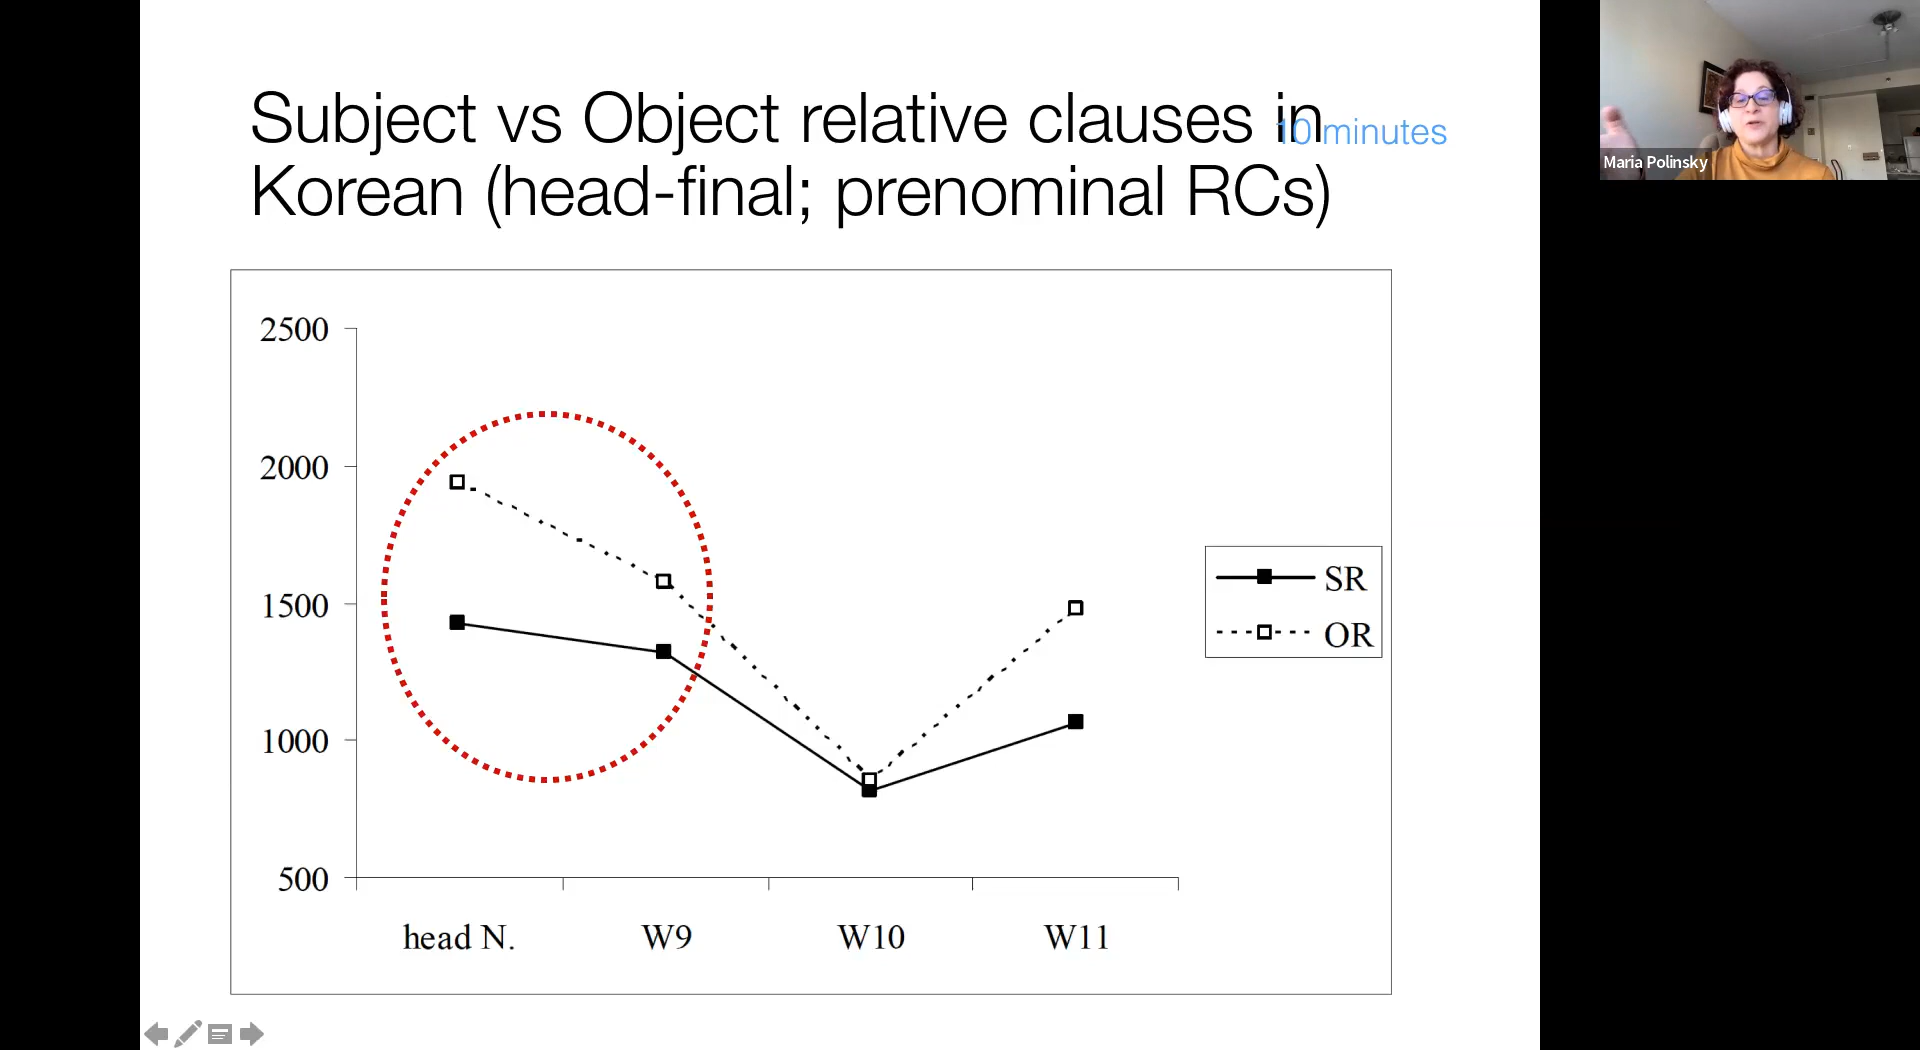 Subject vs Object relative clauses in
10 minutes
Korean (head-final; prenominal RCs)
Maria Polinsky
2500
2000
1500
1000
500
head N.
W9
W10
W11
SR
OR